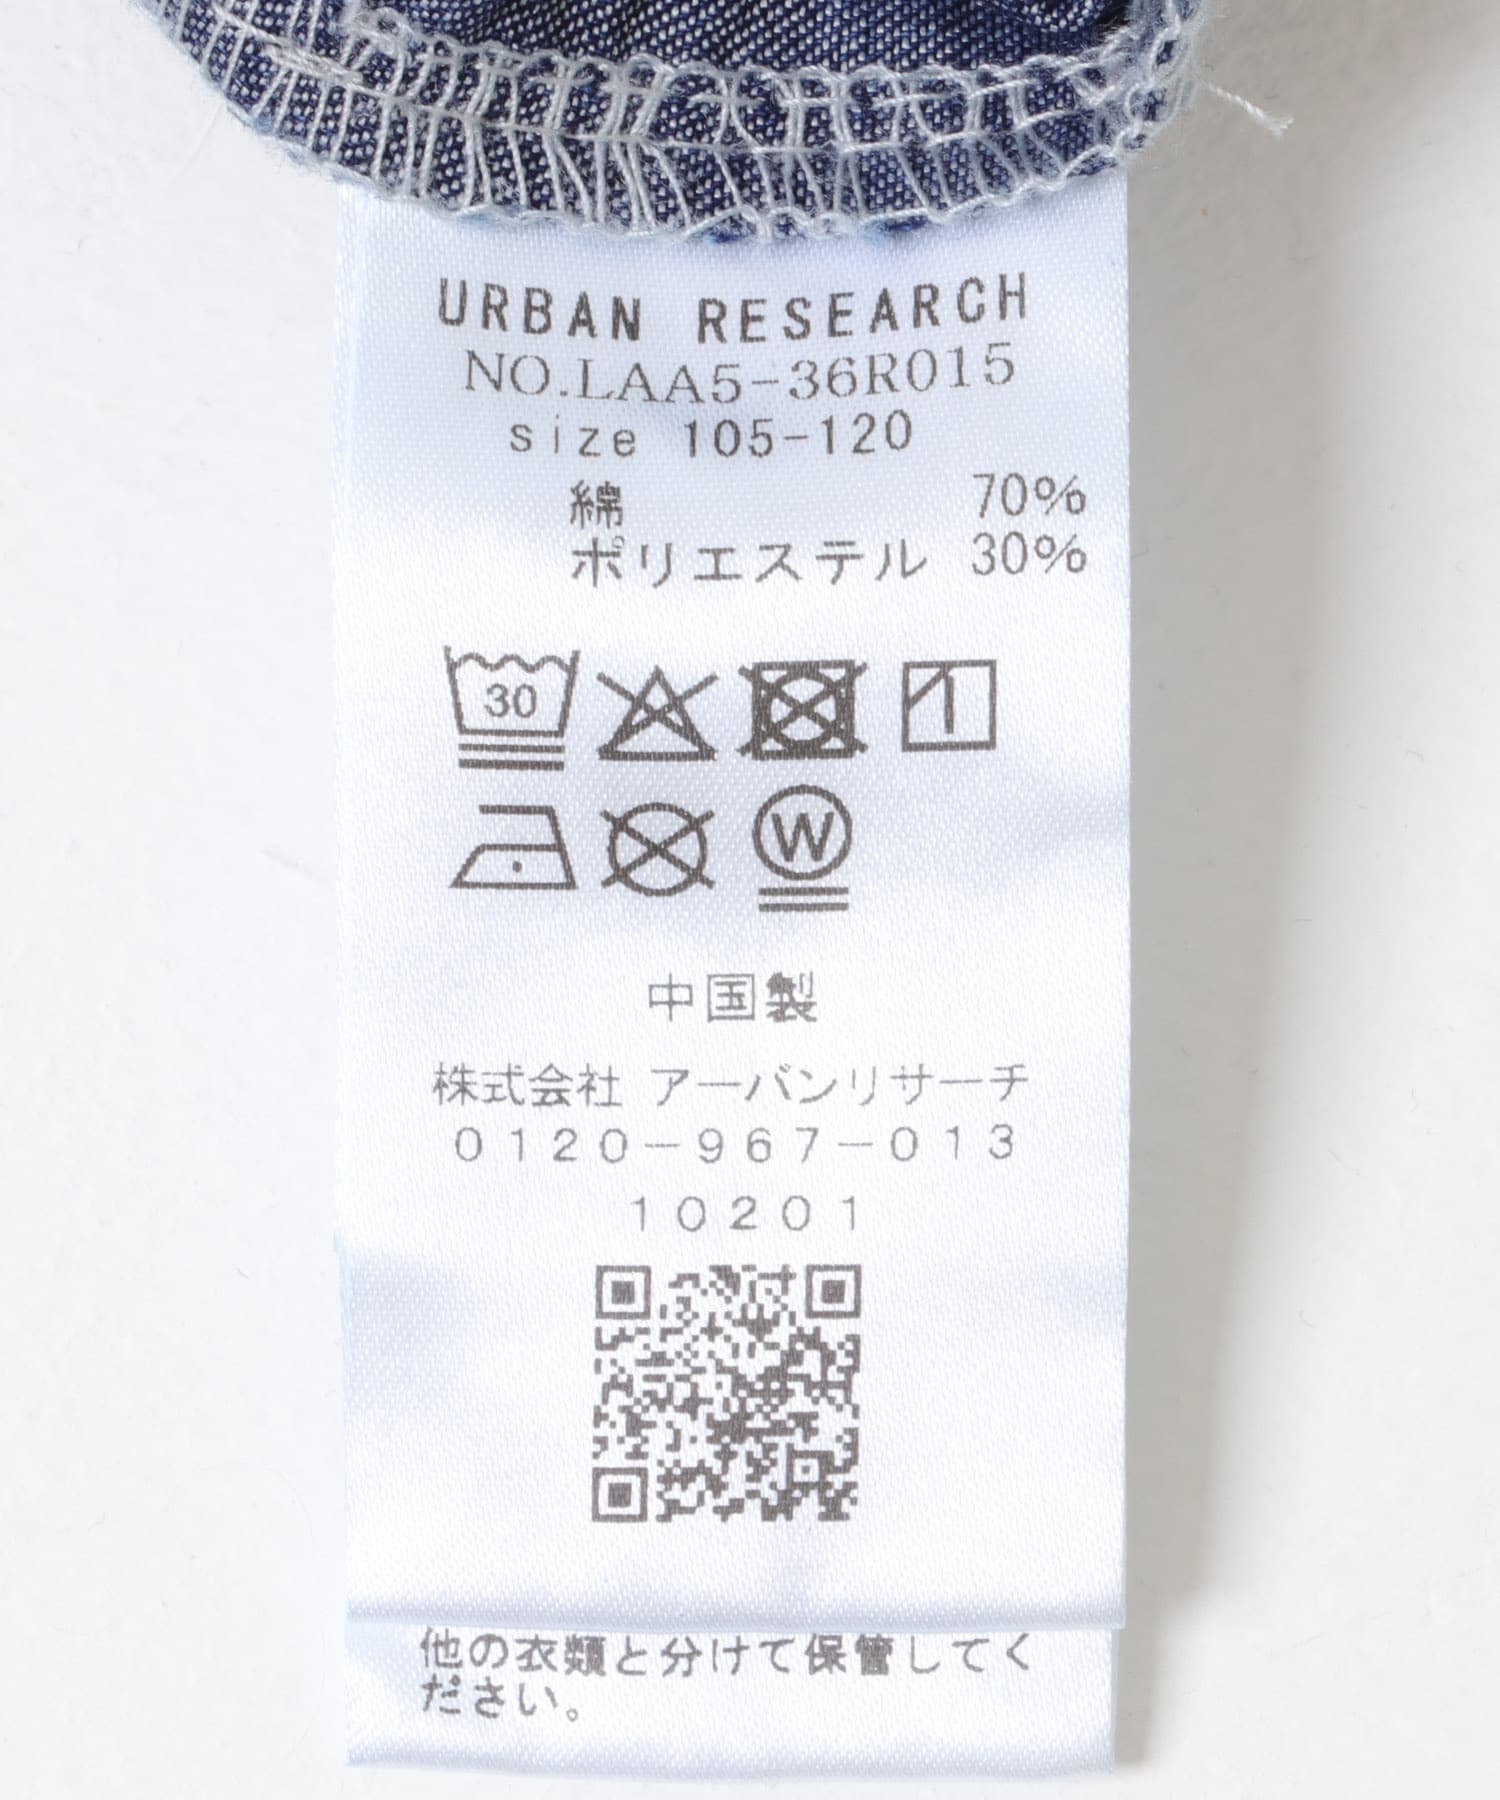 URBAN RESEARCH
NO.LAA5-36R015
size 105-120
綿 70%
ポリエステル 30%
30
W
中国製
株式会社 アーバンリサーチ
0120-967-013
10201
他の衣類と分けて保管してく
ださい。